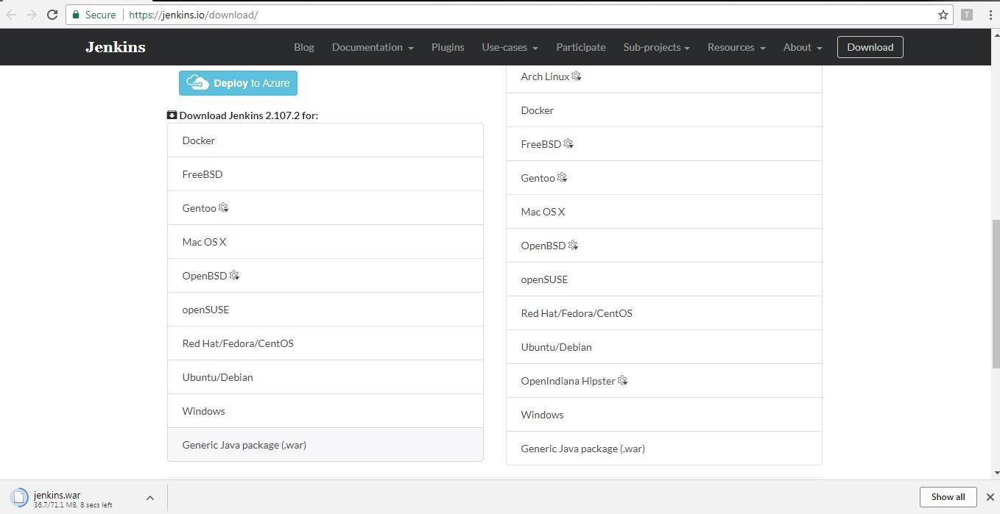 Secure
https://jenkins.io/download/
T
Jenkins
Blog
Documentation
Plugins
Use-cases
Participate
Sub-projects
Resources
About
Download
Deploy to Azure
Download Jenkins 2.107.2 for:
Docker
FreeBSD
Gentoo
Mac OS X
OpenBSD
openSUSE
Red Hat/Fedora/CentOS
Ubuntu/Debian
Windows
Generic Java package (.war)
Arch Linux
Docker
FreeBSD
Gentoo
Mac OS X
OpenBSD
openSUSE
Red Hat/Fedora/CentOS
Ubuntu/Debian
OpenIndiana Hipster
Windows
Generic Java package (.war)
jenkins.war
36.7/71.1 MB, 8 secs left
Show all